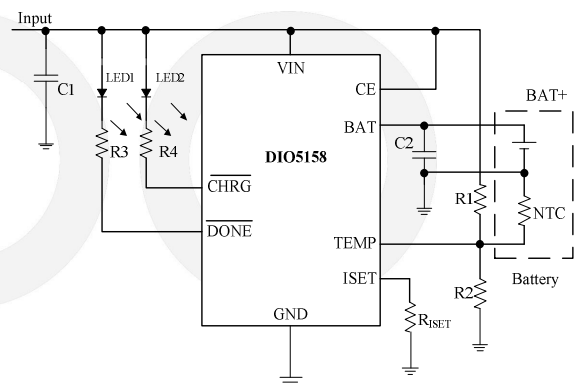 Input
VIN
LED1
LED2
CE
C1
BAT+
BAT
C2
R3
R4
DIO5158
CHRG
R1
NTC
DONE
TEMP
ISET
Battery
R2
GND
RISET